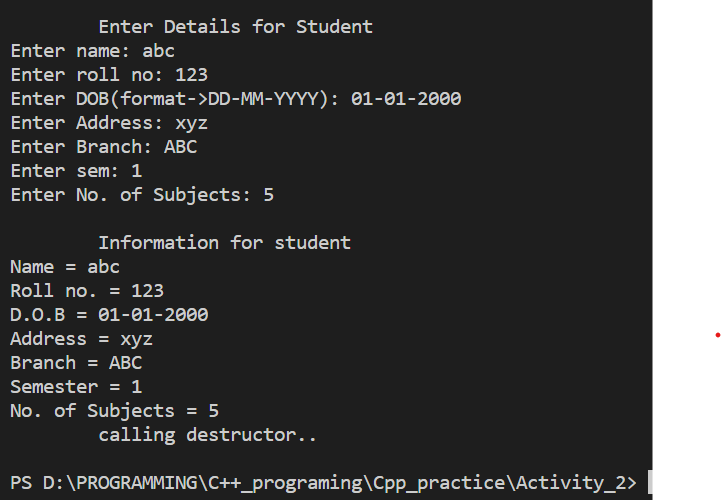 Enter Details for Student
Enter name: abc
Enter roll no: 123
Enter DOB(format->DD-MM-YYYY): 01-01-2000
Enter Address: xyz
Enter Branch: ABC
Enter sem: 1
Enter No. of Subjects: 5
Information for student
Name = abc
Roll no. = 123
D.O.B = 01-01-2000
Address = xyz
Branch = ABC
Semester = 1
No. of Subjects = 5
calling destructor..
PS D:\PROGRAMMING\C++_programing\Cpp_practice\Activity_2>